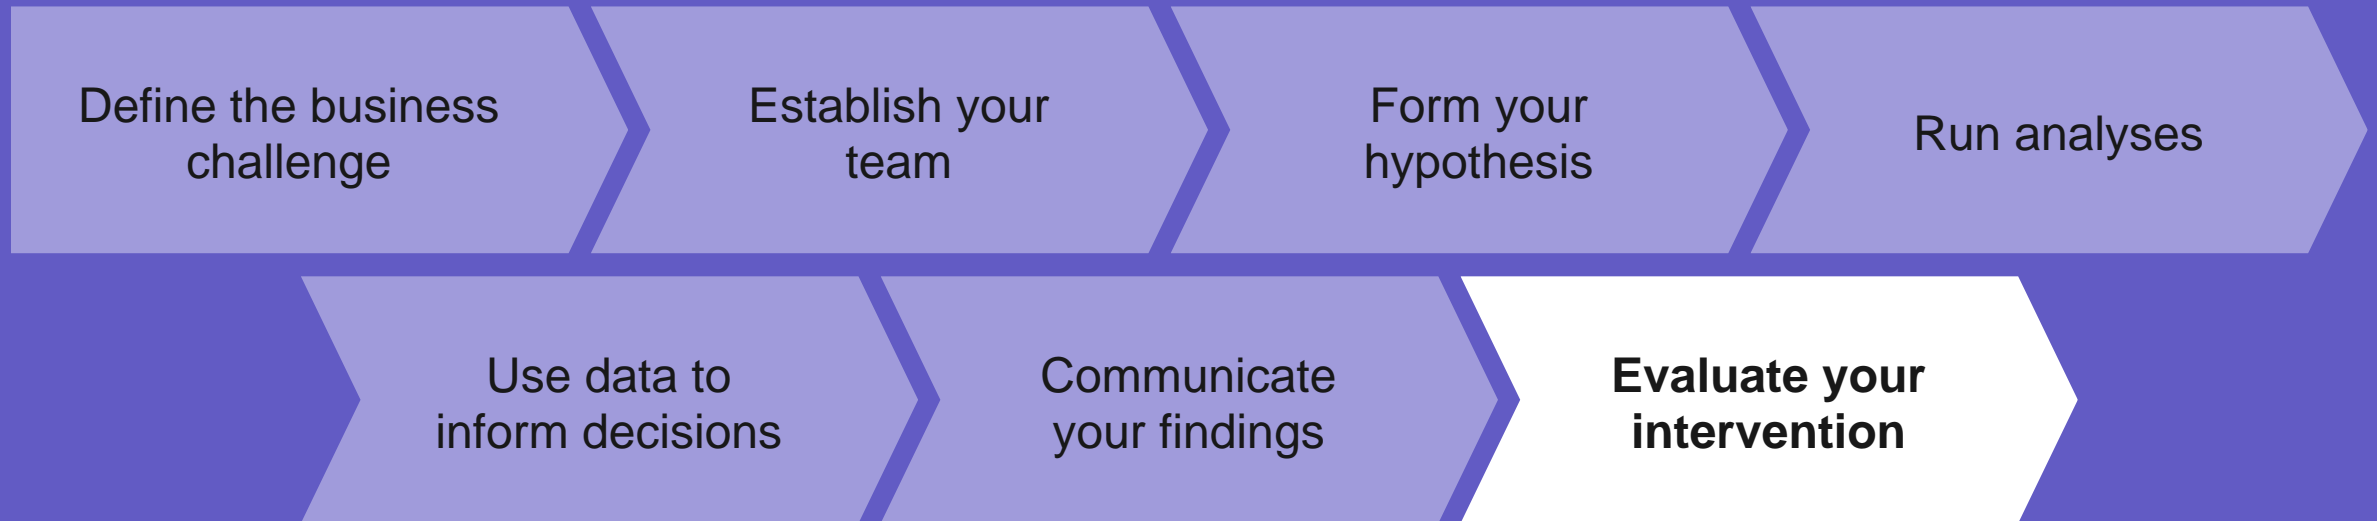 Define the business
challenge
Establish your
team
Form your
hypothesis
Run analyses
Use data to
inform decisions
Communicate
your findings
Evaluate your
intervention